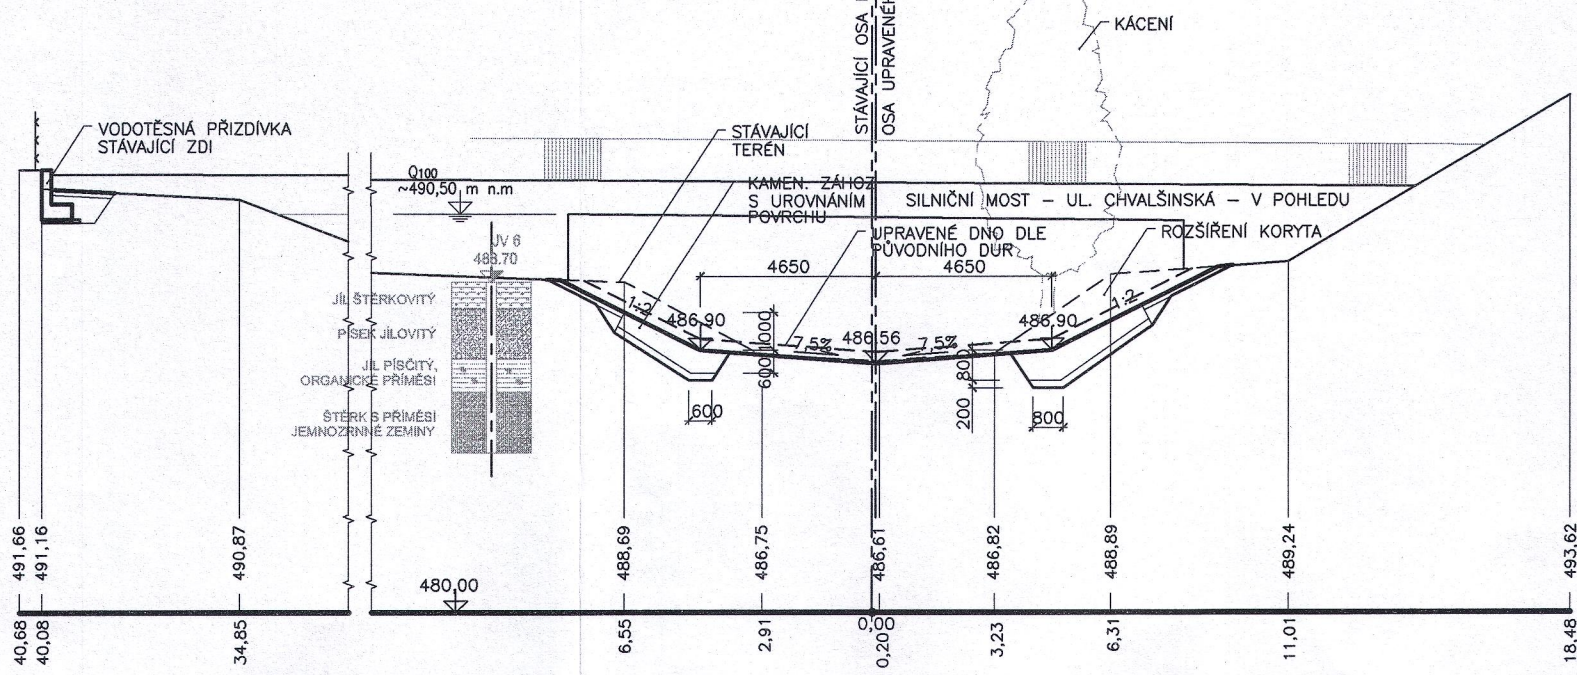 KÁCENÍ
STÁVAJÍCÍ OSA
OSA UPRAVENÉH
VODOTĚSNÁ PŘIZDÍVKA
STÁVAJÍCÍ ZDI
STÁVAJÍCÍ
TERÉN
Q100
~490,50 m n.m
KAMEN. ZÁHOZ
S UROVNÁNÍM
POVRCHU
SILNIČNÍ MOST – UL. CHVALŠINSKÁ – V POHLEDU
UPRAVENÉ DNO DLE
PŮVODNÍHO DUR
ROZŠÍŘENÍ KORYTA
JV 6
488.70
4650
4650
JÍL ŠTĚRKOVITÝ
PÍSEK JÍLOVITÝ
JÍL PÍSČITÝ,
ORGANICKÉ PŘÍMĚSI
ŠTĚRK S PŘÍMĚSÍ
JEMNOZRNNÉ ZEMINY
1:2
1:2
486,90
486,56
486,90
7,5%
7,5%
1000
600
800
200
600
800
491,66
491,16
490,87
480,00
488,69
486,75
486,61
486,82
488,89
489,24
493,62
40,68
40,08
34,85
6,55
2,91
0,00
0,20
3,23
6,31
11,01
18,48